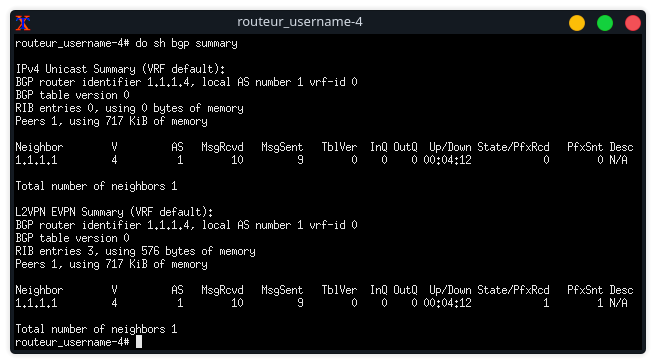 routeur_username-4
routeur_username-4# do sh bgp summary
IPv4 Unicast Summary (VRF default):
BGP router identifier 1.1.1.4, local AS number 1 vrf-id 0
BGP table version 0
RIB entries 0, using 0 bytes of memory
Peers 1, using 717 KiB of memory
Neighbor V AS MsgRcvd MsgSent TblVer InQ OutQ Up/Down State/PfxRcd PfxSnt Desc
1.1.1.1 4 1 10 9 0 0 0 00:04:12 0 0 N/A
Total number of neighbors 1
L2VPN EVPN Summary (VRF default):
BGP router identifier 1.1.1.4, local AS number 1 vrf-id 0
BGP table version 0
RIB entries 3, using 576 bytes of memory
Peers 1, using 717 KiB of memory
Neighbor V AS MsgRcvd MsgSent TblVer InQ OutQ Up/Down State/PfxRcd PfxSnt Desc
1.1.1.1 4 1 10 9 0 0 0 00:04:12 1 1 N/A
Total number of neighbors 1
routeur_username-4#